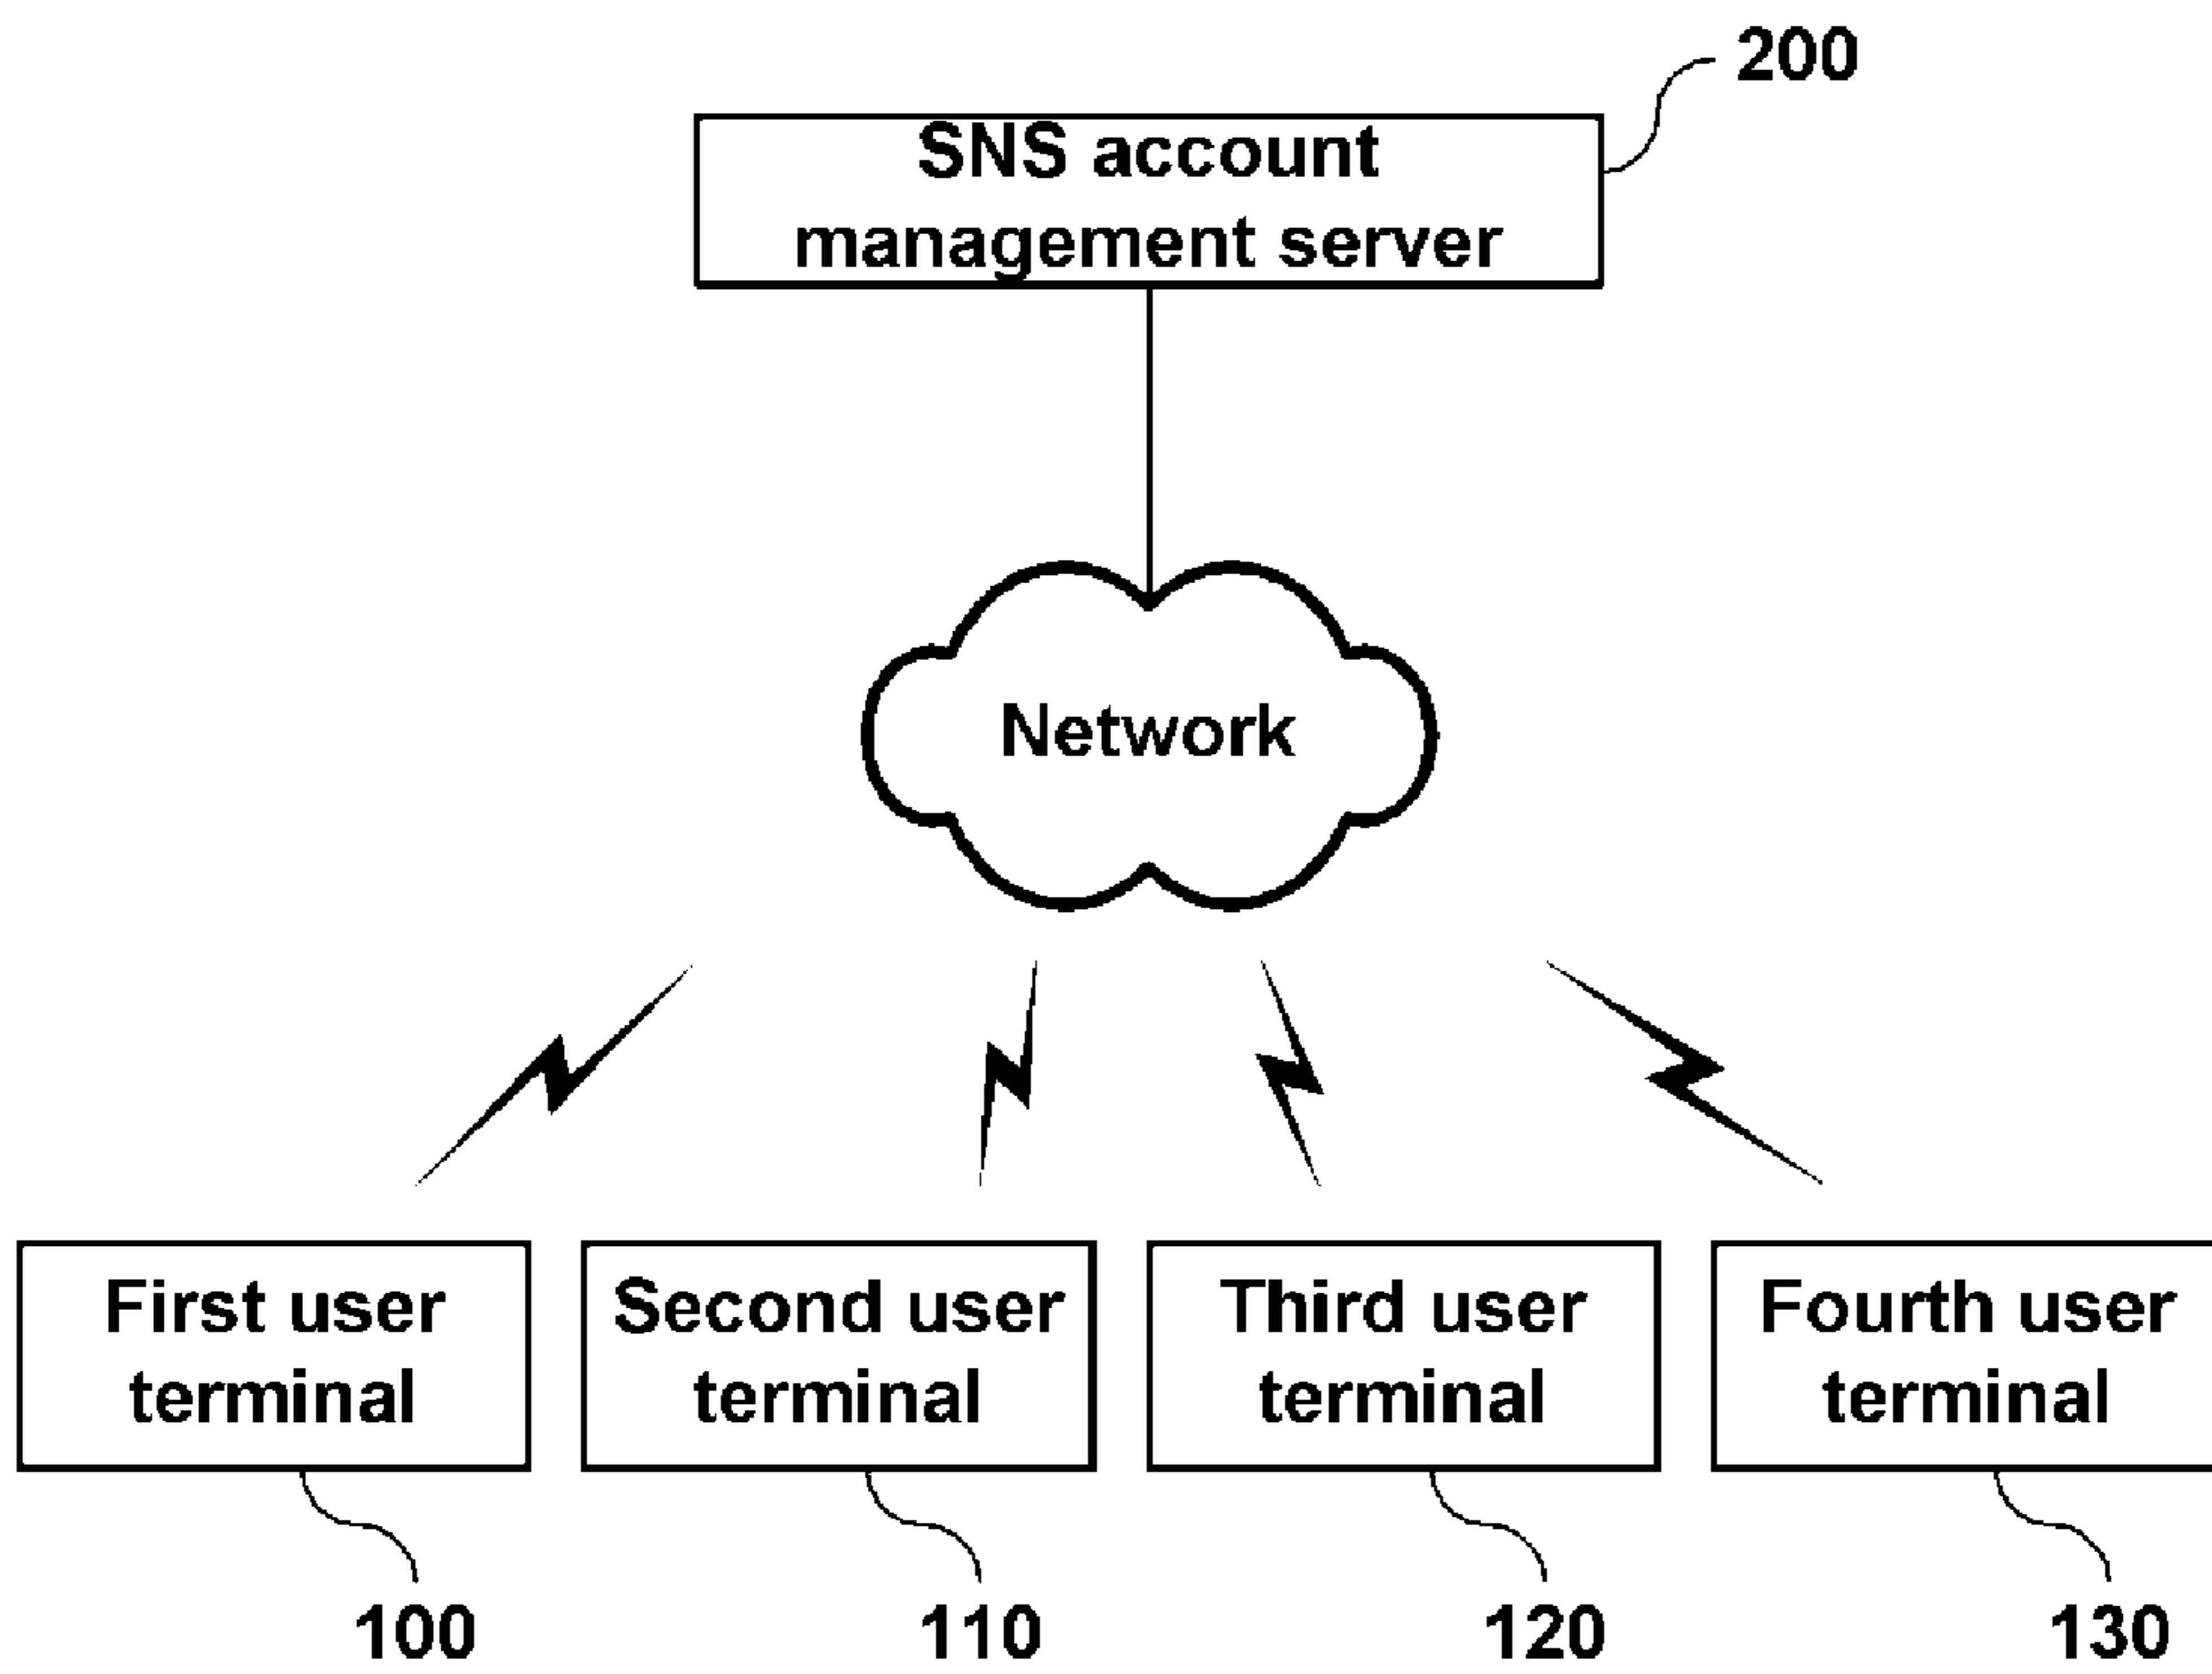 200
SNS account
management server
Network
First user
terminal
Second user
terminal
Third user
terminal
Fourth user
terminal
100
110
120
130